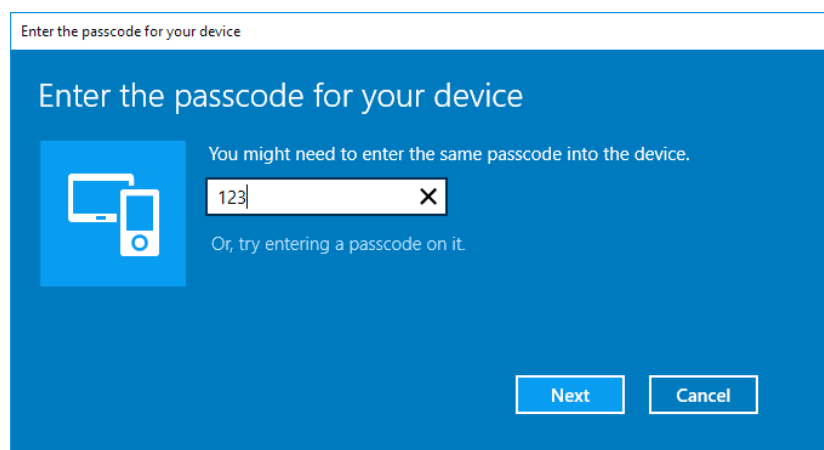 Enter the passcode for your device
Enter the passcode for your device
You might need to enter the same passcode into the device.
123
Or, try entering a passcode on it.
Next Cancel